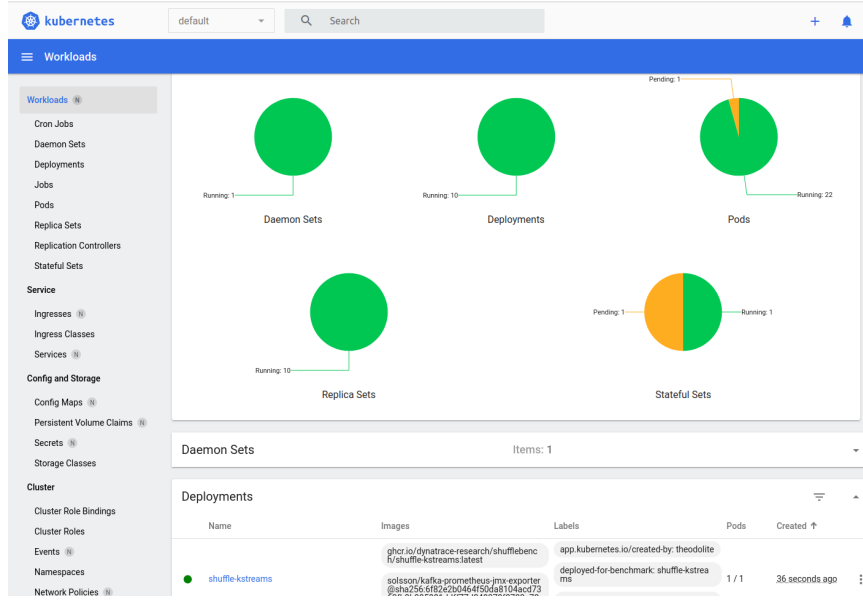 kubernetes
default
Search
Workloads
Workloads N
Cron Jobs
Daemon Sets
Deployments
Jobs
Pods
Replica Sets
Replication Controllers
Stateful Sets
Service
Ingresses N
Ingress Classes
Services N
Config and Storage
Config Maps N
Persistent Volume Claims N
Secrets N
Storage Classes
Cluster
Cluster Role Bindings
Cluster Roles
Events N
Namespaces
Network Policies N
Running: 1
Daemon Sets
Running: 10
Deployments
Pending: 1
Running: 22
Pods
Running: 10
Replica Sets
Pending: 1
Running: 1
Stateful Sets
Daemon Sets
Items: 1
Deployments
Name Images Labels Pods Created
shuffle-kstreams
ghcr.io/dynatrace-research/shufflebenc
h/shuffle-kstreams:latest
solsson/kafka-prometheus-jmx-exporter
@sha256:6f82e2b0464f50da8104acd73
app.kubernetes.io/created-by: theodolite
deployed-for-benchmark: shuffle-kstrea
ms
1 / 1
36 seconds ago